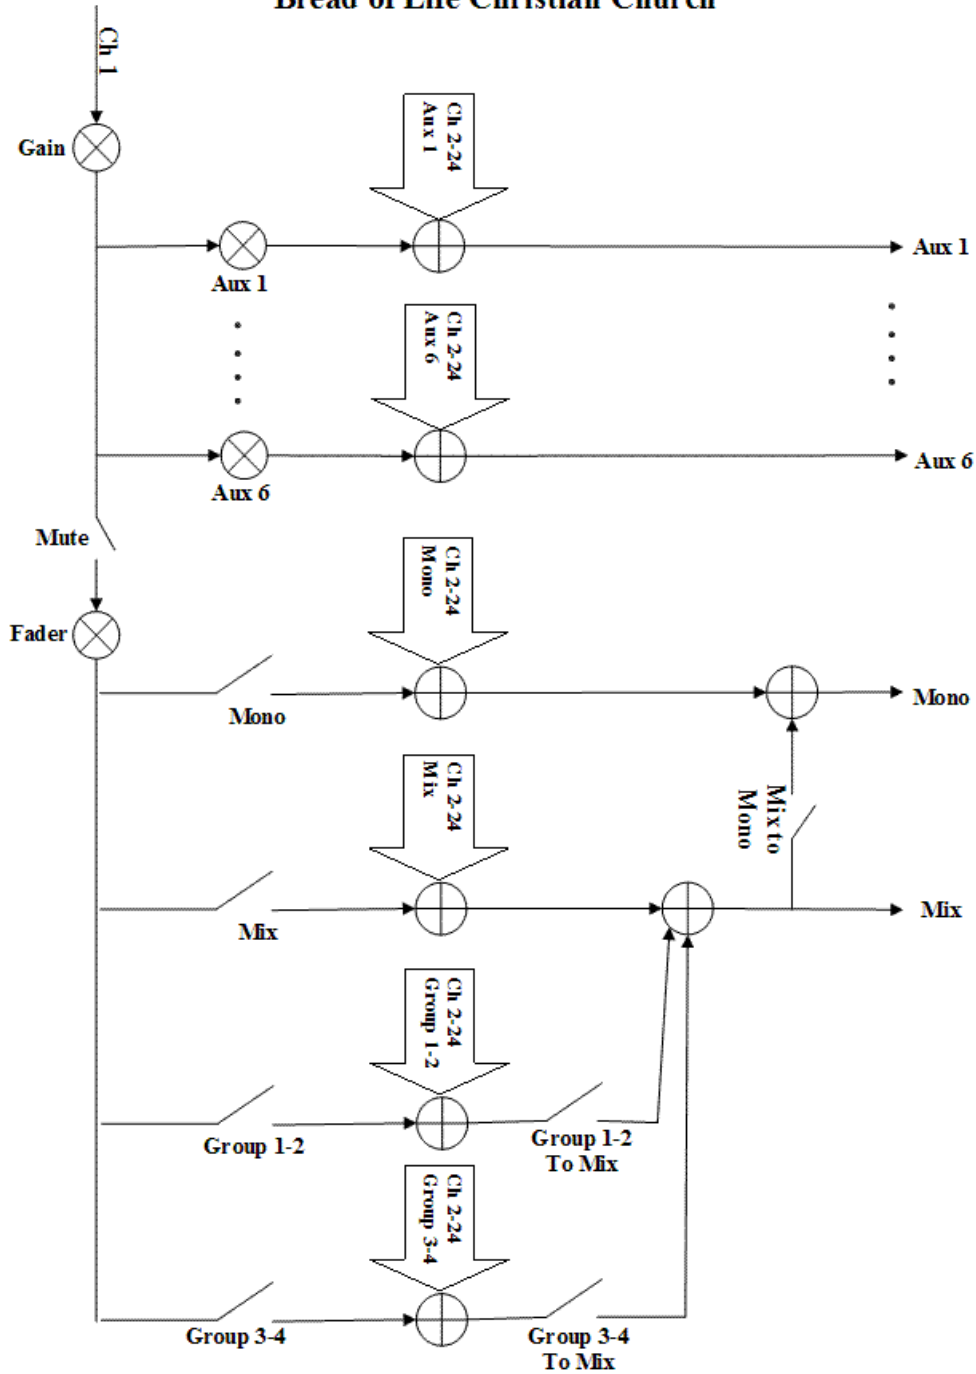 Bread of Life Christian Church
Ch 1
Gain
Ch 2-24
Aux 1
Aux 1
Aux 1
Ch 2-24
Aux 6
Aux 6
Aux 6
Mute
Ch 2-24
Mono
Fader
Mono
Mono
Ch 2-24
Mix
Mix to
Mono
Mix
Mix
Ch 2-24
Group 1-2
Group 1-2
Group 1-2
To Mix
Ch 2-24
Group 3-4
Group 3-4
Group 3-4
To Mix